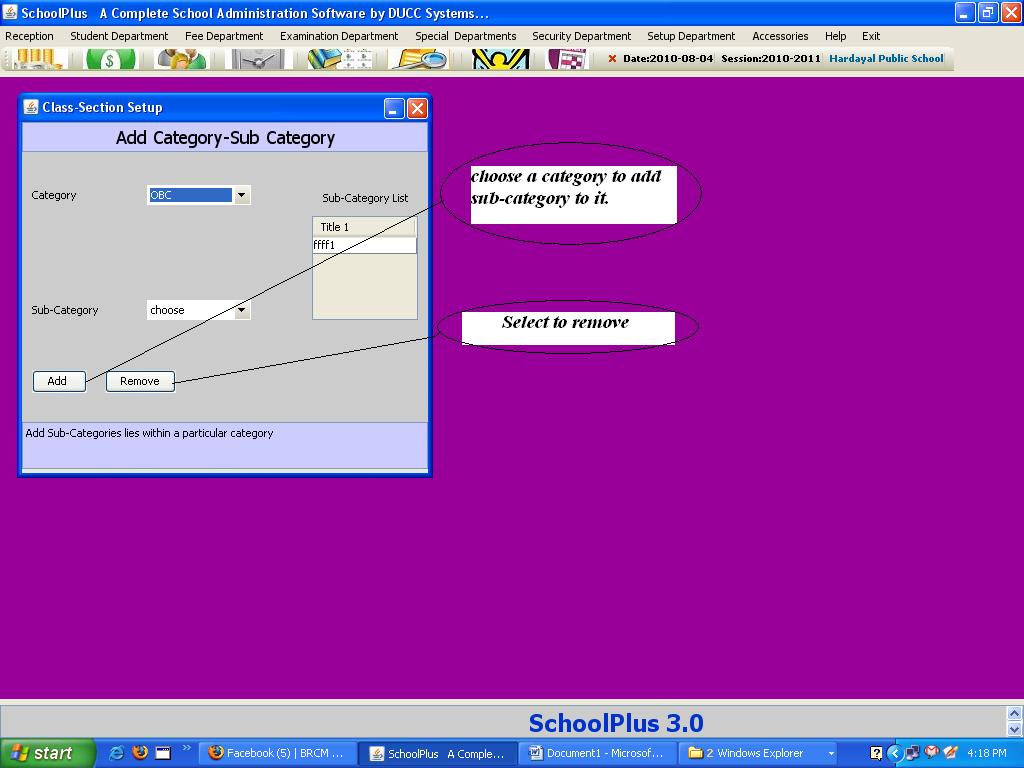 SchoolPlus A Complete School Administration Software by DUCC Systems...
Reception Student Department Fee Department Examination Department Special Departments Security Department Setup Department Accessories Help Exit
Date:2010-08-04 Session:2010-2011 Hardayal Public School
Class-Section Setup
Add Category-Sub Category
Category
OBC
Sub-Category List
Title 1
ffff1
Sub-Category
choose
Add
Remove
Add Sub-Categories lies within a particular category
choose a category to add
sub-category to it.
Select to remove
SchoolPlus 3.0
start
Facebook (5) | BRCM ...
SchoolPlus A Comple...
Document1 - Microsof...
2 Windows Explorer
4:18 PM